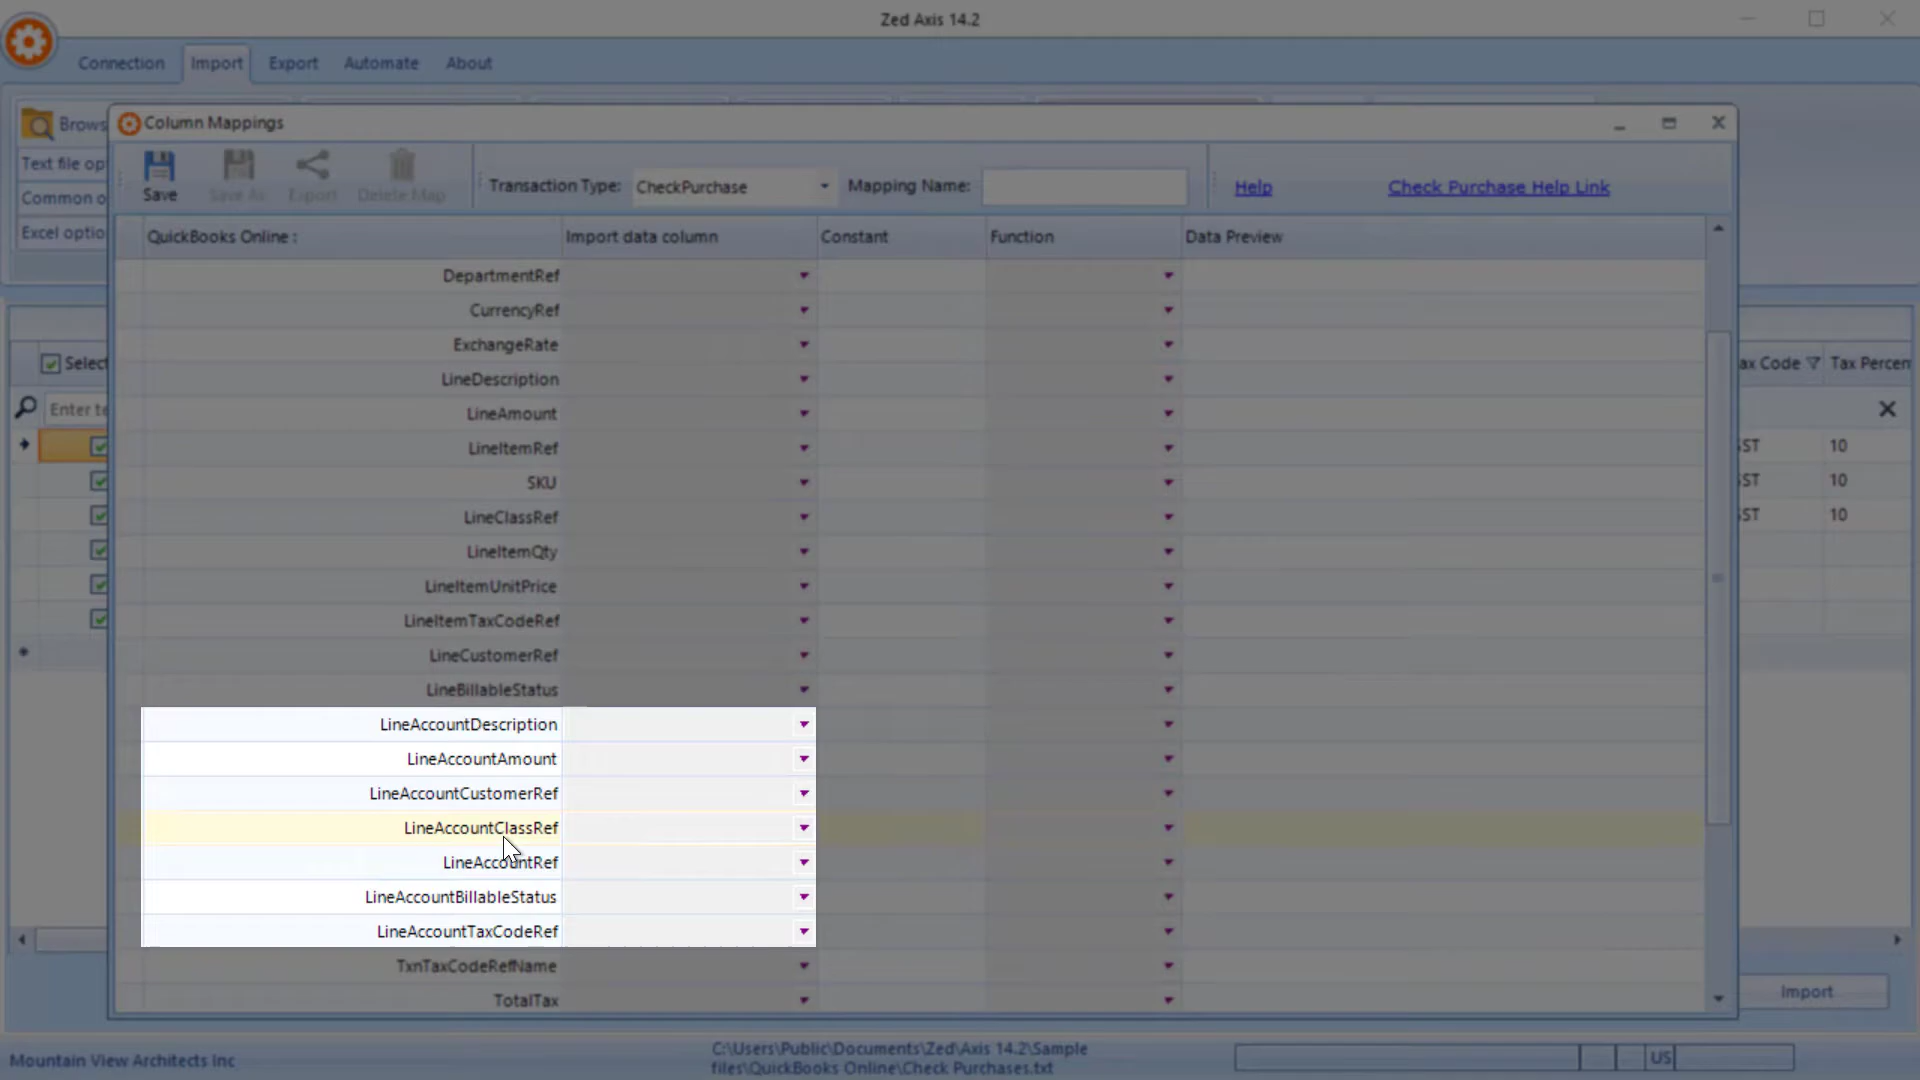 Zed Axis 14.2
Connection Import Export Automate About
Brows
Text file op
Common o
Excel optio
Column Mappings
Save Save As Export Delete Map
Transaction Type: CheckPurchase Mapping Name:
Help Check Purchase Help Link
QuickBooks Online : Import data column Constant Function Data Preview
DepartmentRef
CurrencyRef
ExchangeRate
LineDescription
LineAmount
LineItemRef
SKU
LineClassRef
LineItemQty
LineItemUnitPrice
LineItemTaxCodeRef
LineCustomerRef
LineBillableStatus
LineAccountDescription
LineAccountAmount
LineAccountCustomerRef
LineAccountClassRef
LineAccountRef
LineAccountBillableStatus
LineAccountTaxCodeRef
TxnTaxCodeRefName
TotalTax
Select
Enter te
ax Code Tax Percen
ST 10
ST 10
ST 10
Import
Mountain View Architects Inc
C:\Users\Public\Documents\Zed\Axis 14.2\Sample
files\QuickBooks Online\Check Purchases.txt
US